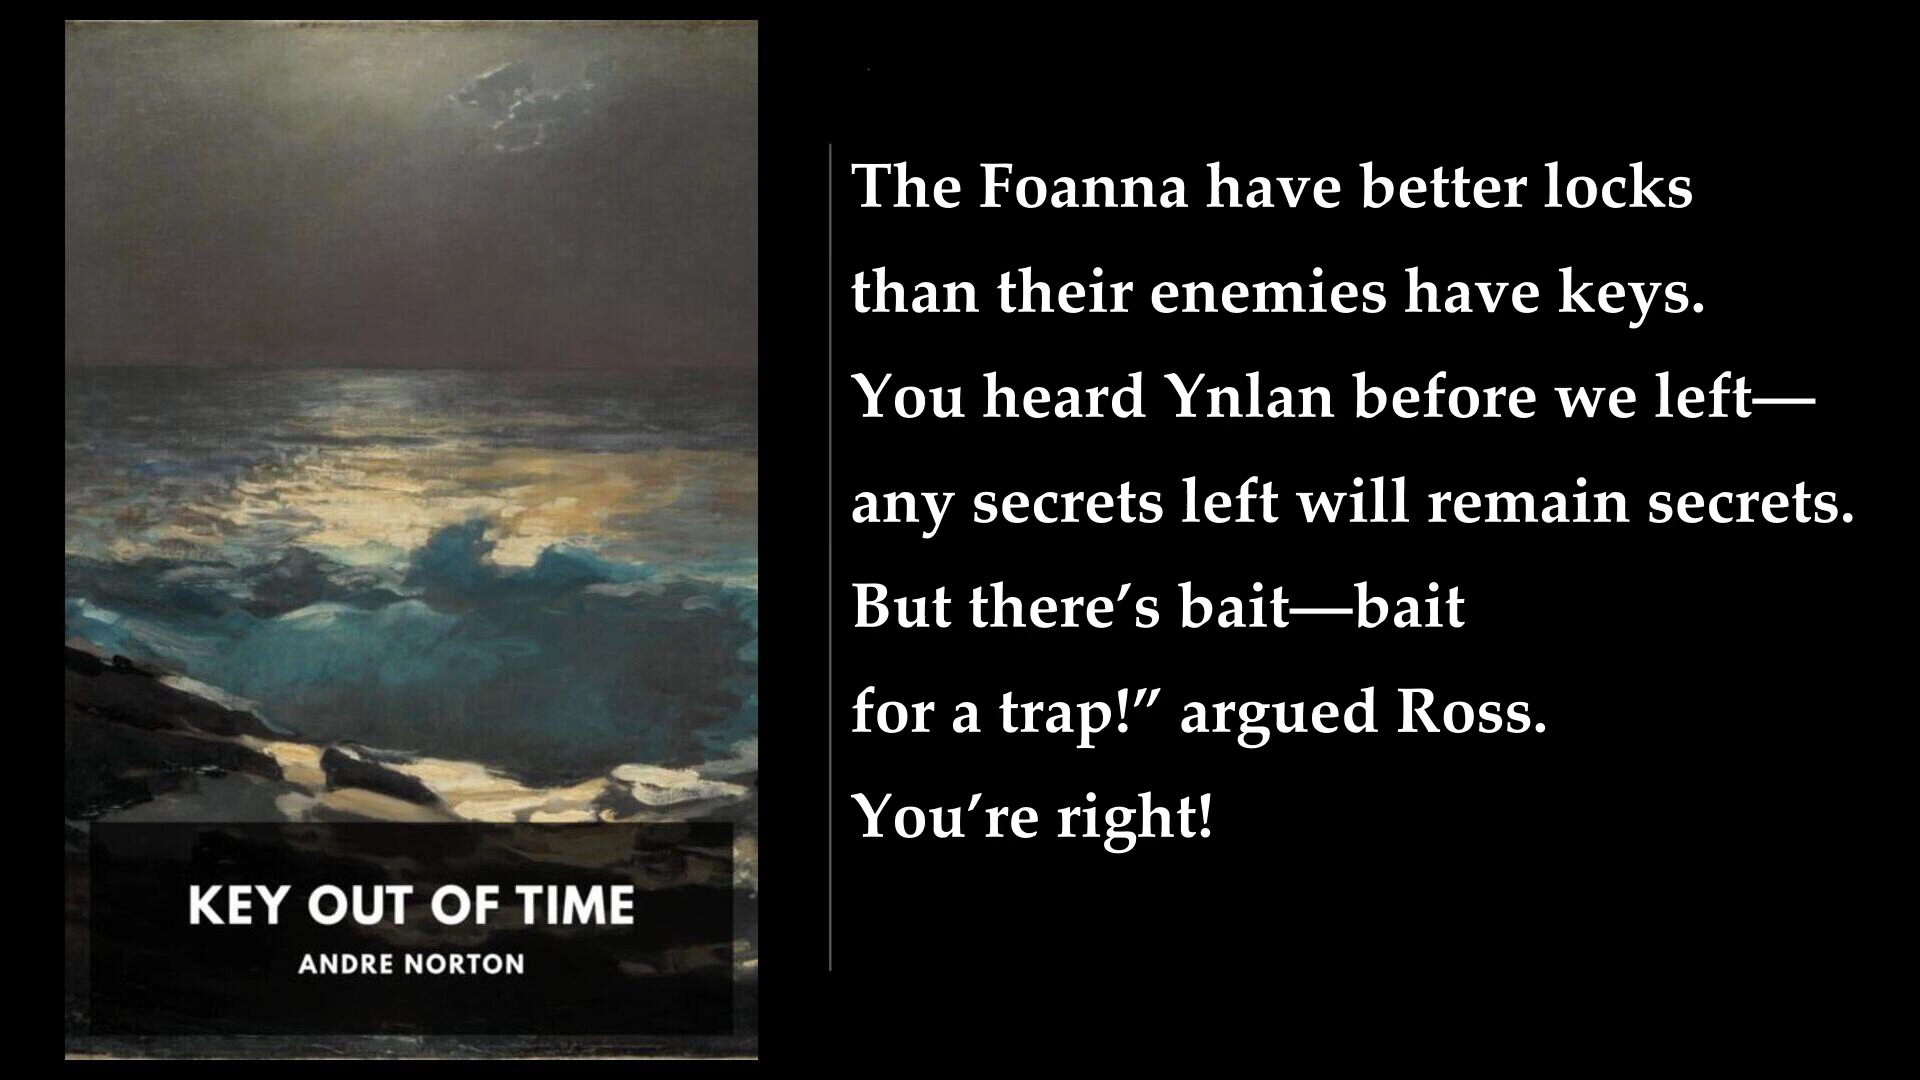 The Foanna have better locks
than their enemies have keys.
You heard Ynlan before we left—
any secrets left will remain secrets.
But there’s bait—bait
for a trap!” argued Ross.
You’re right!
KEY OUT OF TIME
ANDRE NORTON